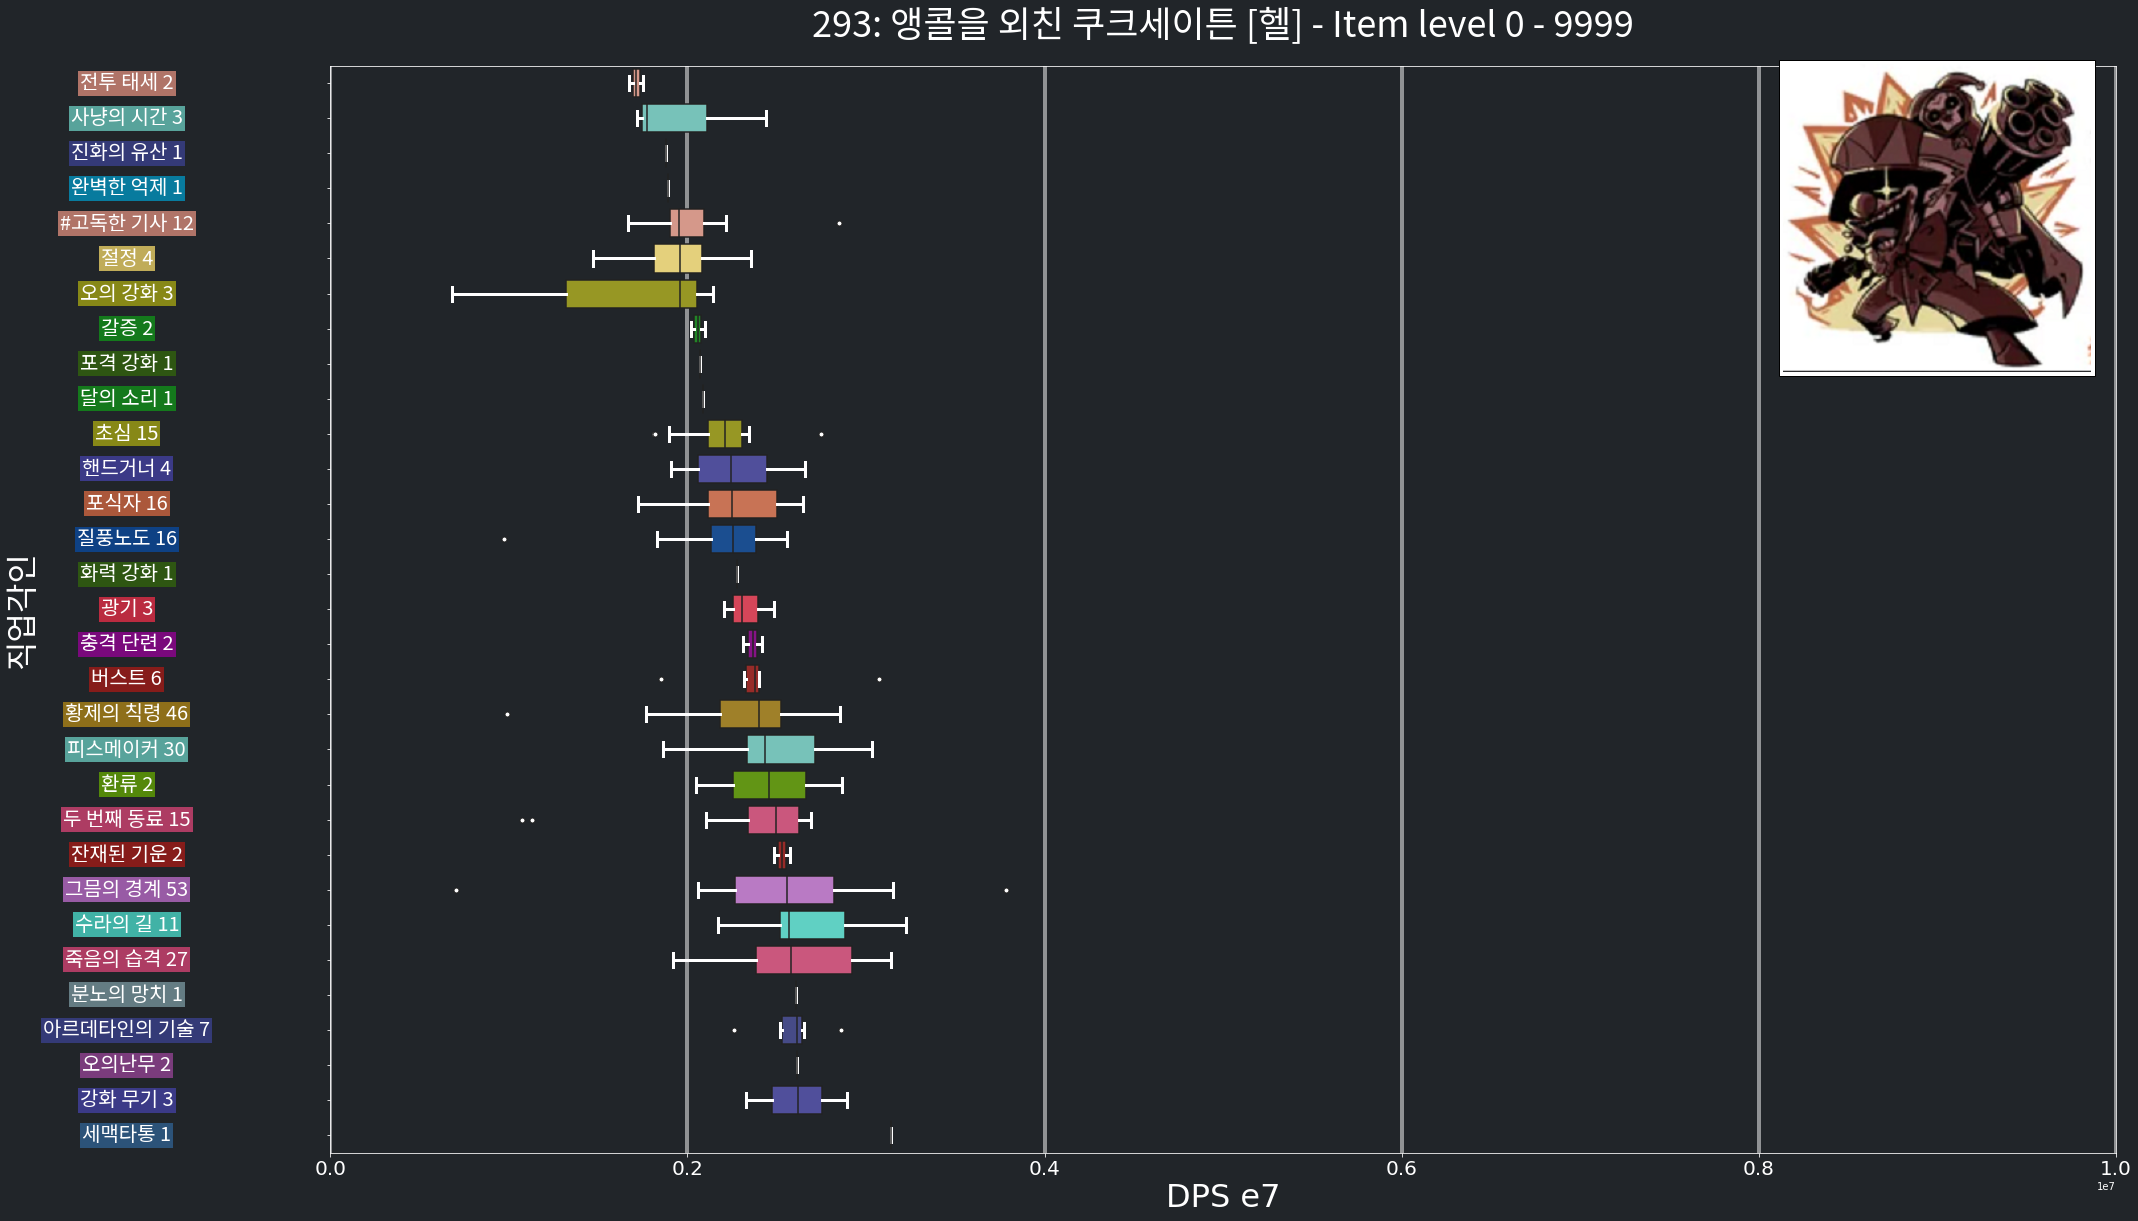 293: 앵콜을 외친 쿠크세이튼 [헬] - Item level 0 - 9999
전투 태세 2
사냥의 시간 3
진화의 유산 1
완벽한 억제 1
#고독한 기사 12
절정 4
오의 강화 3
갈증 2
포격 강화 1
달의 소리 1
초심 15
핸드거너 4
포식자 16
질풍노도 16
화력 강화 1
광기 3
충격 단련 2
버스트 6
황제의 칙령 46
피스메이커 30
환류 2
두 번째 동료 15
잔재된 기운 2
그믐의 경계 53
수라의 길 11
죽음의 습격 27
분노의 망치 1
아르데타인의 기술 7
오의난무 2
강화 무기 3
세맥타통 1
직업각인
0.0 0.2 0.4 0.6 0.8 1.0
1e7
DPS e7